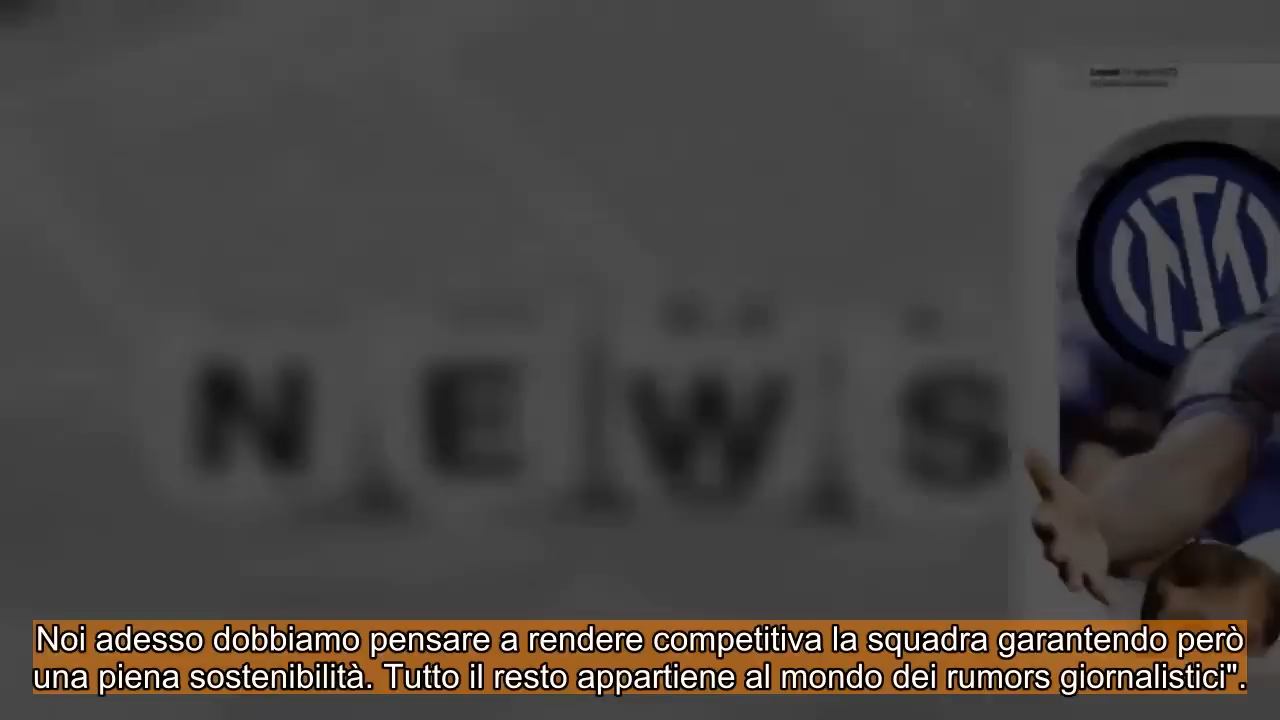 NEWS
Noi adesso dobbiamo pensare a rendere competitiva la squadra garantendo però
una piena sostenibilità. Tutto il resto appartiene al mondo dei rumors giornalistici".